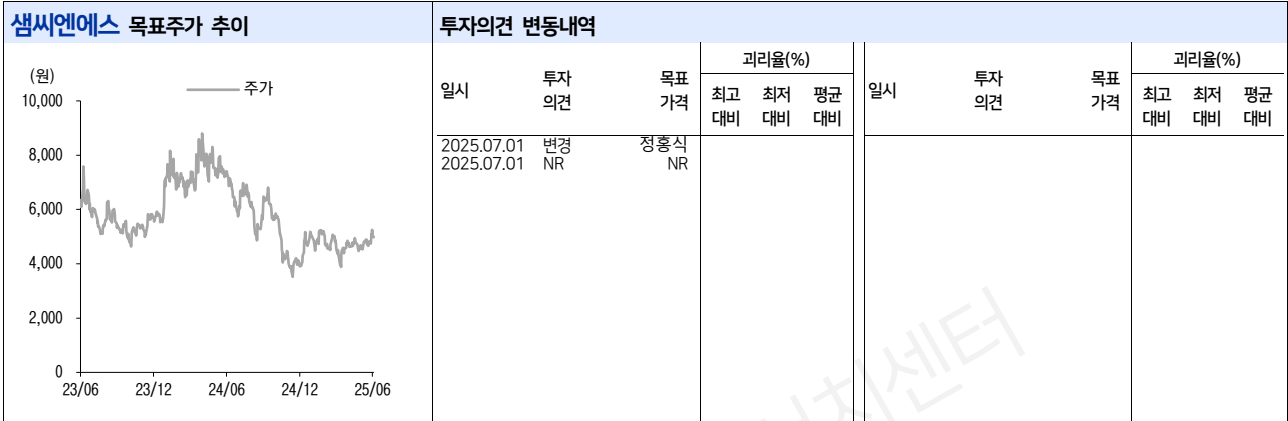 샘씨엔에스 목표주가 추이
(원)
주가
10,000
8,000
6,000
4,000
2,000
0
23/06 23/12 24/06 24/12 25/06
투자의견 변동내역
일시 투자 의견 목표 가격 괴리율(%)
최고 대비 최저 대비 평균 대비
2025.07.01 변경 정홍식
2025.07.01 NR NR
일시 투자 의견 목표 가격 괴리율(%)
최고 대비 최저 대비 평균 대비